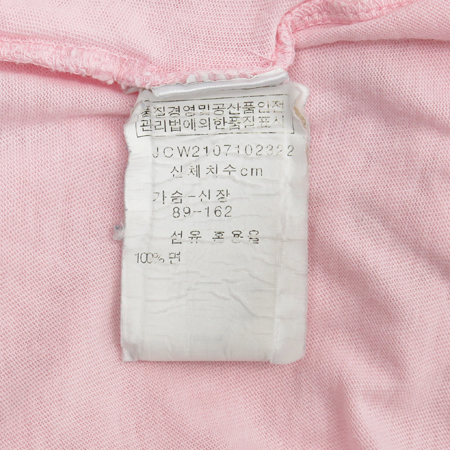 품질경영및공산품안전
관리법에의한품질표시
JCW2107102322
신체치수cm
가슴-신장
89-162
섬유 혼용율
100% 면